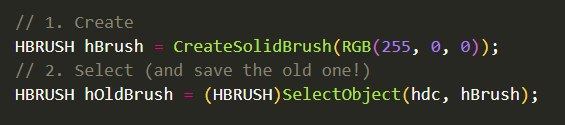 // 1. Create
HBRUSH hBrush = CreateSolidBrush(RGB(255, 0, 0));
// 2. Select (and save the old one!)
HBRUSH hOldBrush = (HBRUSH)SelectObject(hdc, hBrush);